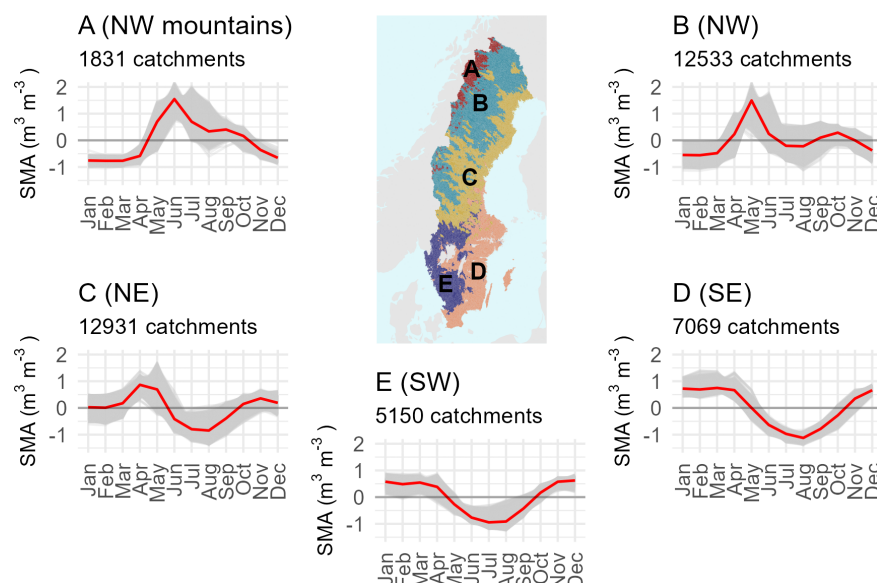 A (NW mountains)
1831 catchments
2
1
0
-1
SMA (m³ m⁻³ )
Jan Feb Mar Apr May Jun Jul Aug Sep Oct Nov Dec
A
B
C
D
E
B (NW)
12533 catchments
2
1
0
-1
SMA (m³ m⁻³ )
Jan Feb Mar Apr May Jun Jul Aug Sep Oct Nov Dec
C (NE)
12931 catchments
2
1
0
-1
SMA (m³ m⁻³ )
Jan Feb Mar Apr May Jun Jul Aug Sep Oct Nov Dec
D (SE)
7069 catchments
2
1
0
-1
SMA (m³ m⁻³ )
Jan Feb Mar Apr May Jun Jul Aug Sep Oct Nov Dec
E (SW)
5150 catchments
2
1
0
-1
SMA (m³ m⁻³ )
Jan Feb Mar Apr May Jun Jul Aug Sep Oct Nov Dec